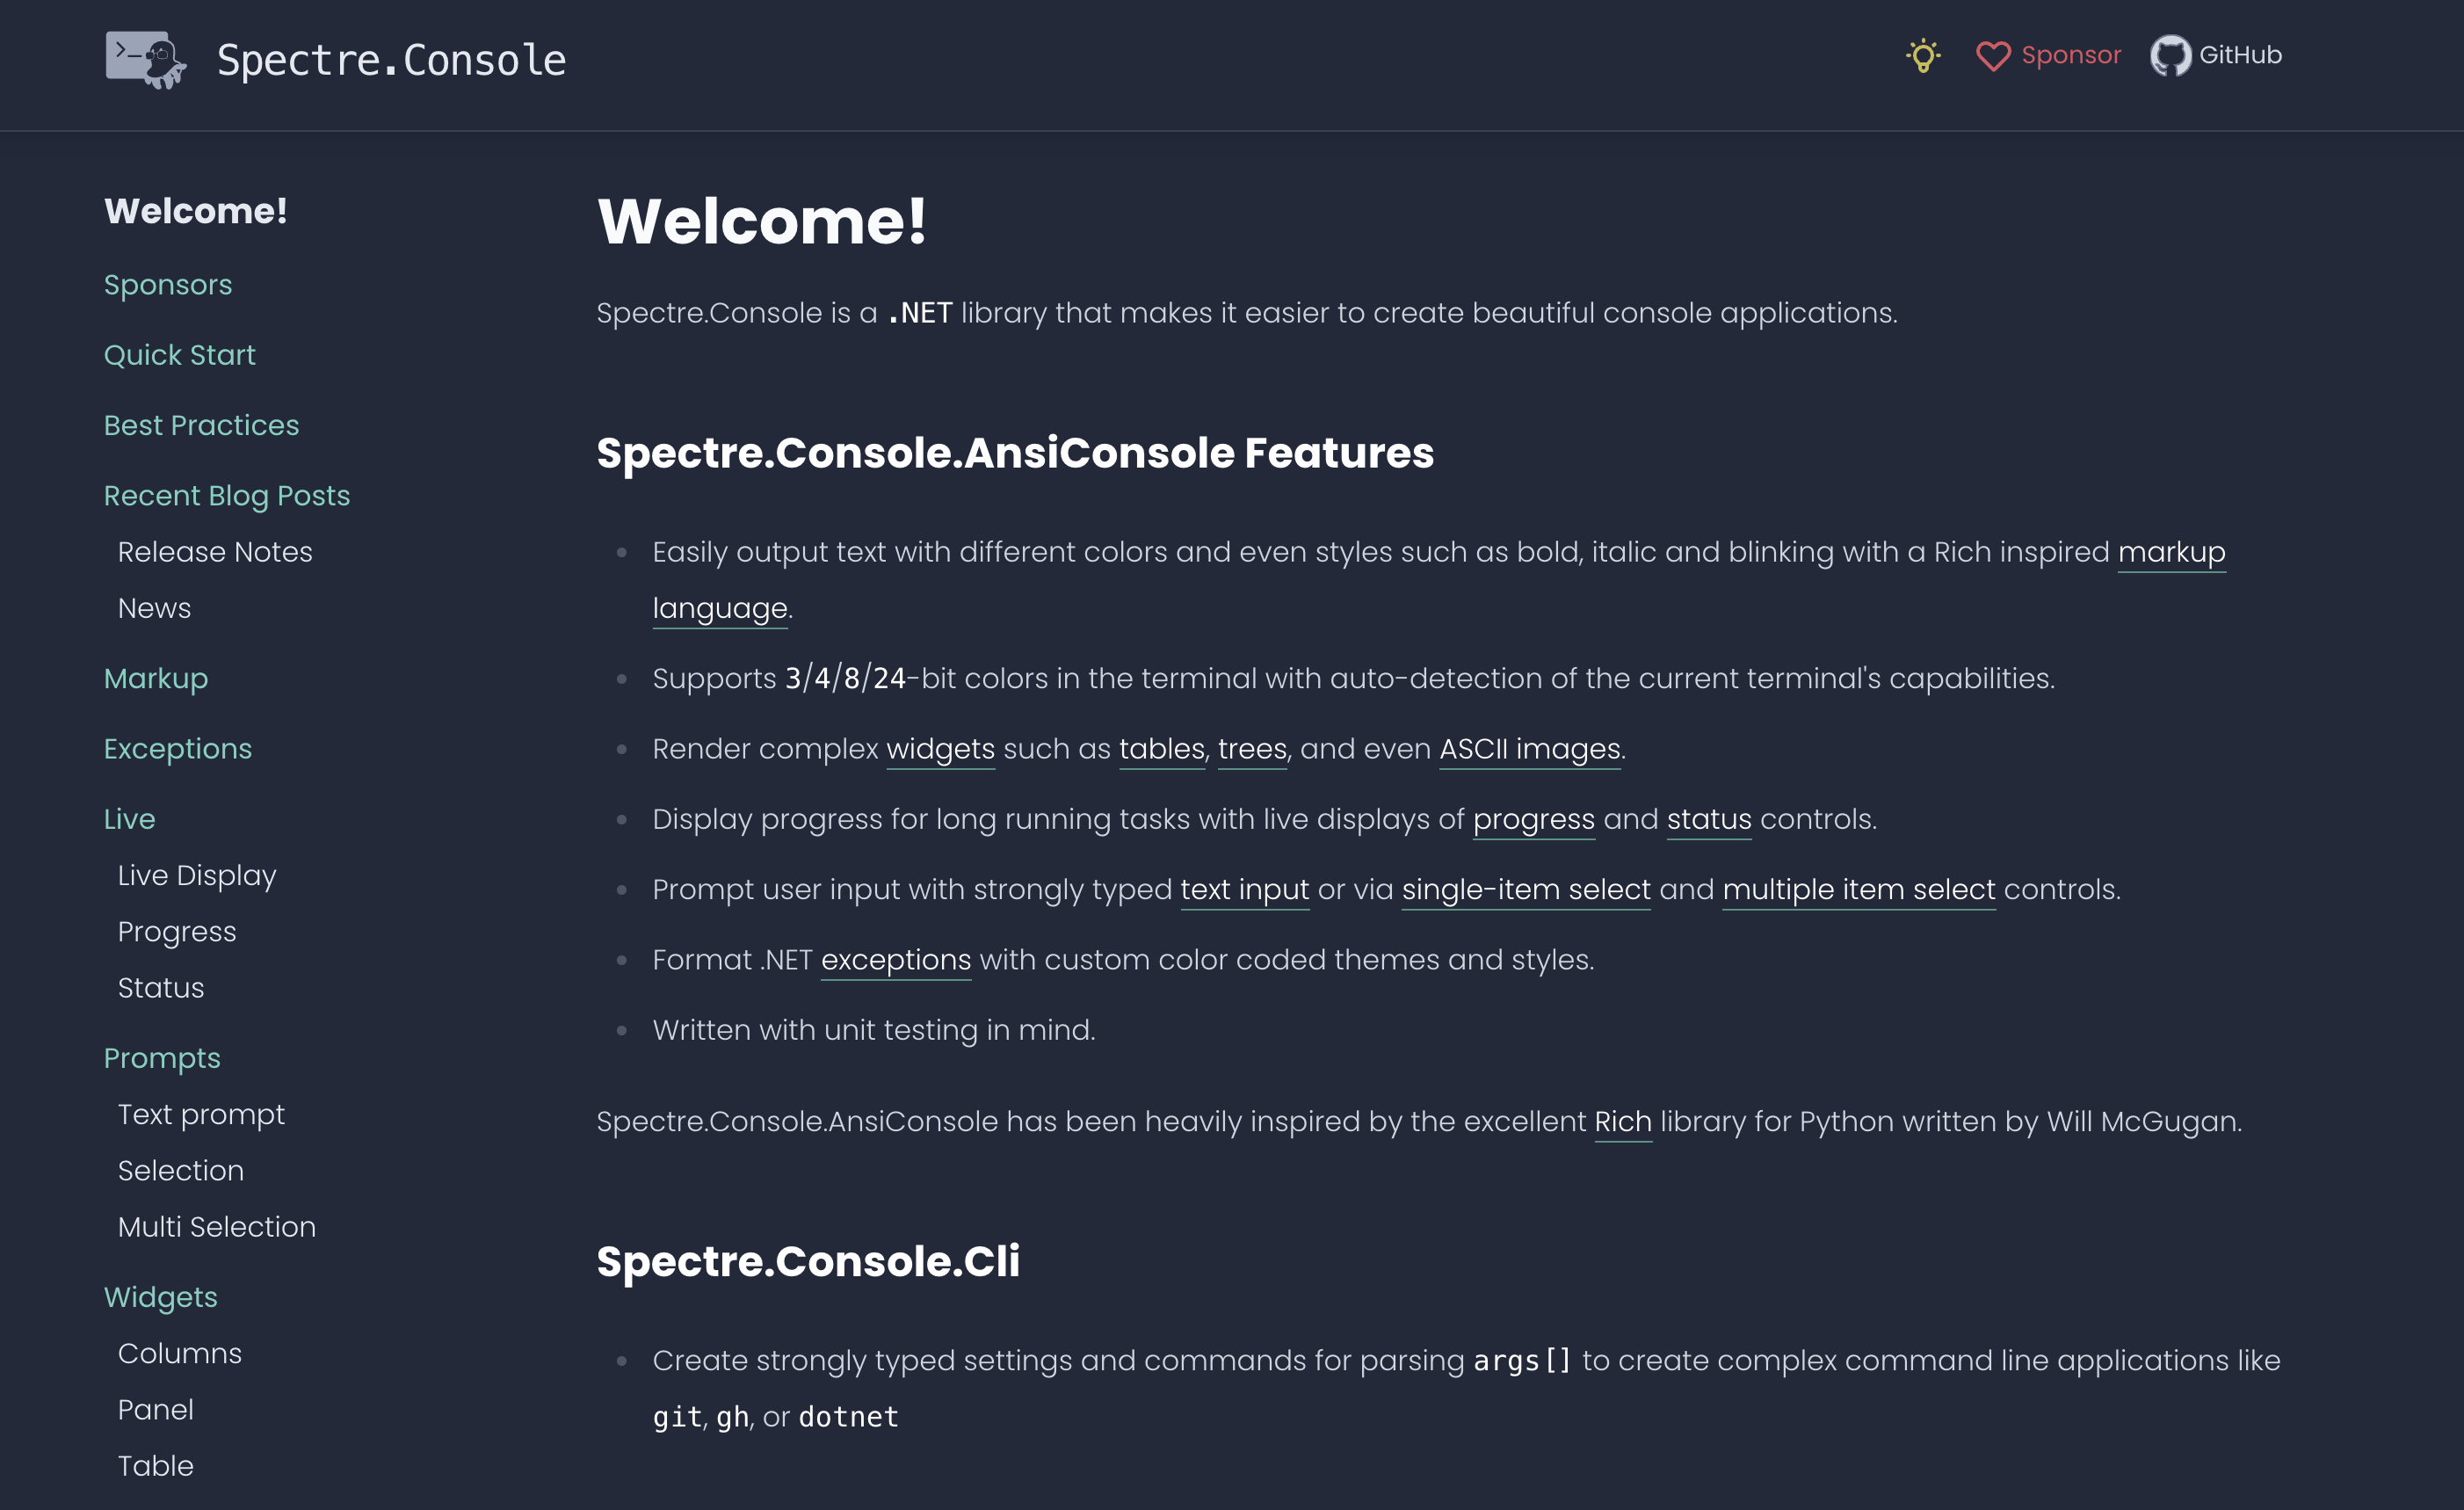 Spectre.Console
Sponsor
GitHub
Welcome!
Sponsors
Quick Start
Best Practices
Recent Blog Posts
Release Notes
News
Markup
Exceptions
Live
Live Display
Progress
Status
Prompts
Text prompt
Selection
Multi Selection
Widgets
Columns
Panel
Table
Welcome!
Spectre.Console is a .NET library that makes it easier to create beautiful console applications.
Spectre.Console.AnsiConsole Features
Easily output text with different colors and even styles such as bold, italic and blinking with a Rich inspired markup
language.
Supports 3/4/8/24-bit colors in the terminal with auto-detection of the current terminal's capabilities.
Render complex widgets such as tables, trees, and even ASCII images.
Display progress for long running tasks with live displays of progress and status controls.
Prompt user input with strongly typed text input or via single-item select and multiple item select controls.
Format .NET exceptions with custom color coded themes and styles.
Written with unit testing in mind.
Spectre.Console.AnsiConsole has been heavily inspired by the excellent Rich library for Python written by Will McGugan.
Spectre.Console.Cli
Create strongly typed settings and commands for parsing args[] to create complex command line applications like
git, gh, or dotnet